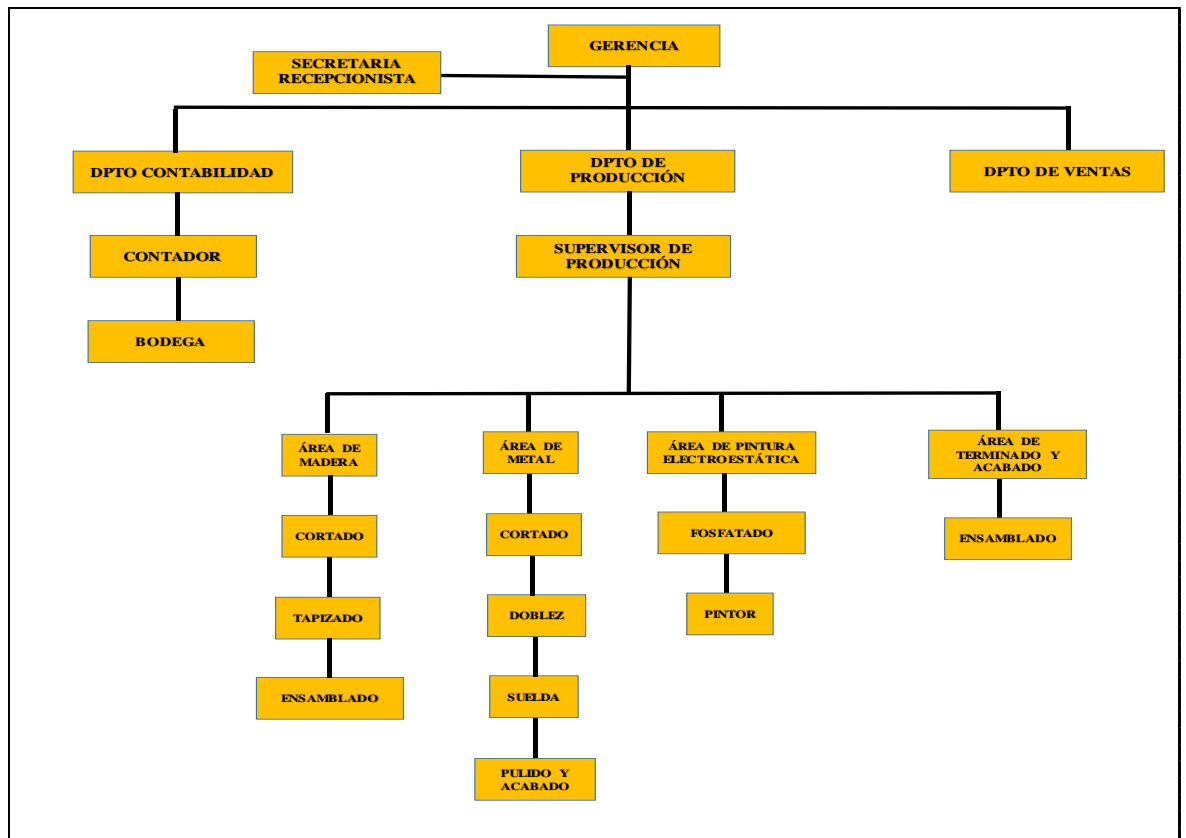 GERENCIA
SECRETARIA
RECEPCIONISTA
DPTO CONTABILIDAD
DPTO DE
PRODUCCIÓN
DPTO DE VENTAS
CONTADOR
SUPERVISOR DE
PRODUCCIÓN
BODEGA
ÁREA DE
MADERA
ÁREA DE
METAL
ÁREA DE PINTURA
ELECTROESTÁTICA
ÁREA DE
TERMINADO Y
ACABADO
CORTADO
CORTADO
FOSFATADO
ENSAMBLADO
TAPIZADO
DOBLEZ
PINTOR
ENSAMBLADO
SUELDA
PULIDO Y
ACABADO